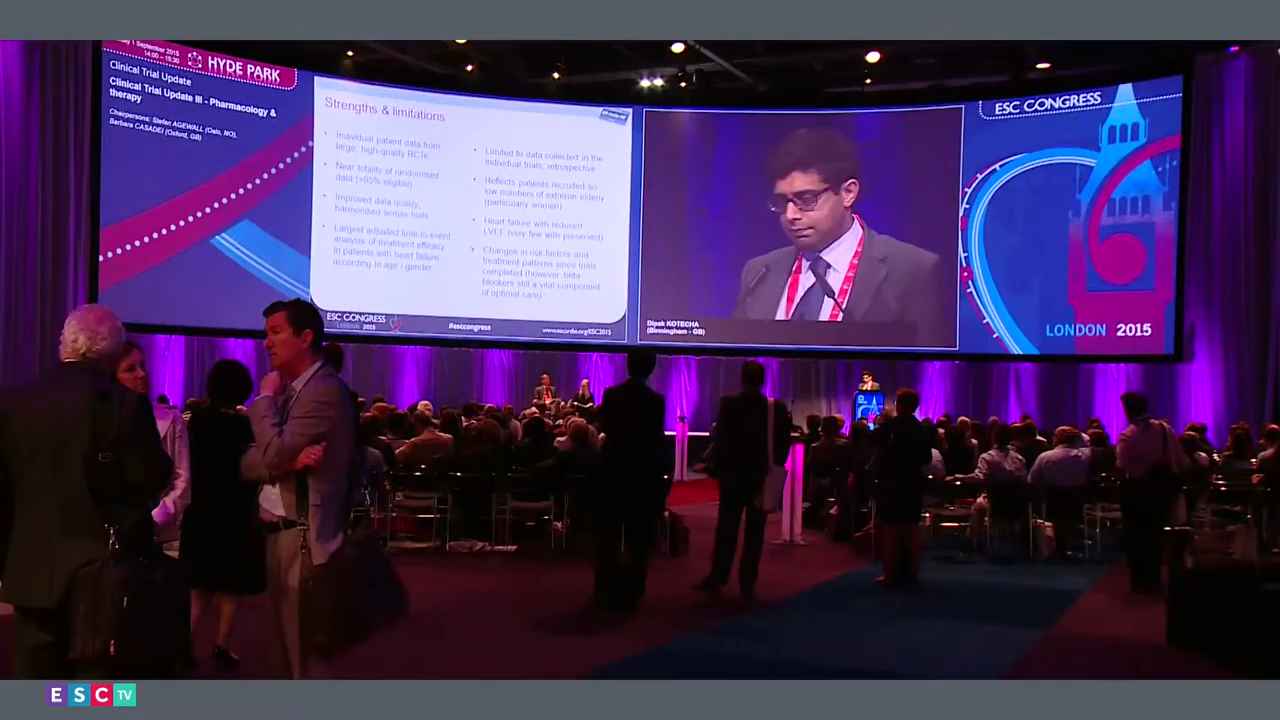 1 September 2015
14:00 – 15:30
HYDE PARK
Clinical Trial Update
Clinical Trial Update III - Pharmacology &
therapy
Chairpersons: Stefan AGEWALL (Oslo, NO),
Barbara CASADEI (Oxford, GB)
Strengths & limitations
• Individual patient data from
large, high-quality RCTs
• Near totality of randomised
data (>95% eligible)
• Improved data quality,
harmonised across trials
• Largest adjusted time-to-event
analysis of treatment efficacy
in patients with heart failure
according to age / gender
• Limited to data collected in the
individual trials; retrospective
• Reflects patients recruited so
low numbers of extreme elderly
(particularly women)
• Heart failure with reduced
LVEF (very few with preserved)
• Changes in risk factors and
treatment patterns since trials
completed (however, beta-
blockers still a vital component
of optimal care)
ESC CONGRESS
LONDON 2015
#esccongress
www.escardio.org/ESC2015
Dipak KOTECHA
(Birmingham - GB)
ESC CONGRESS
LONDON 2015
ESC TV